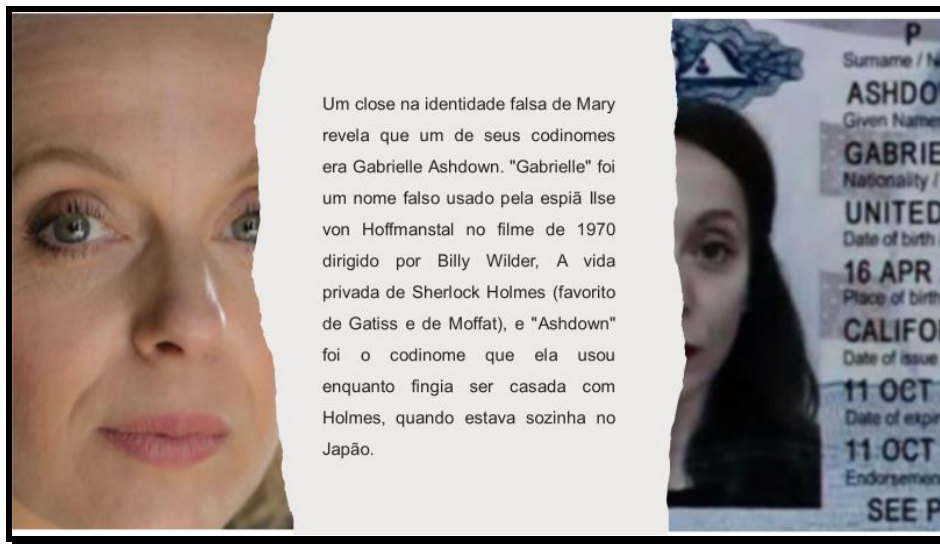 Um close na identidade falsa de Mary
revela que um de seus codinomes
era Gabrielle Ashdown. "Gabrielle" foi
um nome falso usado pela espiã Ilse
von Hoffmanstal no filme de 1970
dirigido por Billy Wilder, A vida
privada de Sherlock Holmes (favorito
de Gatiss e de Moffat), e "Ashdown"
foi o codinome que ela usou
enquanto fingia ser casada com
Holmes, quando estava sozinha no
Japão.
P
Surname / N
ASHDO
Given Names
GABRIE
Nationality /
UNITED
Date of birth
16 APR
Place of birth
CALIFO
Date of issue
11 OCT
Date of expir
11 OCT
Endorsemen
SEE P